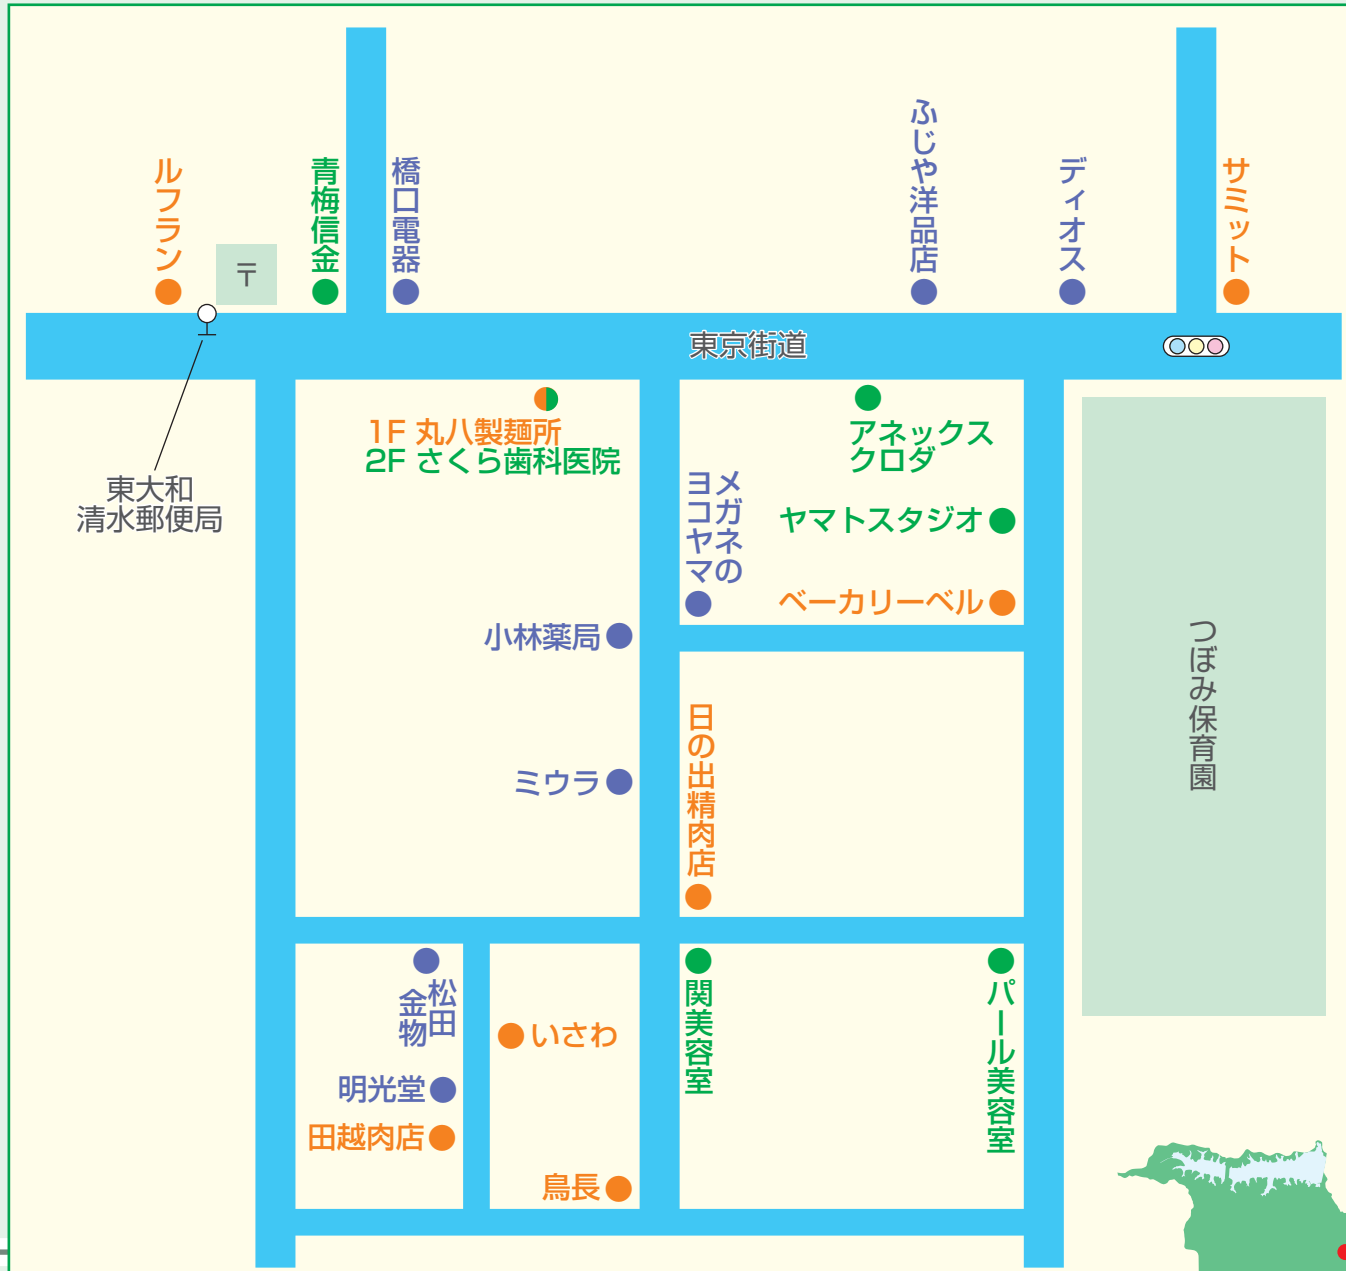 ルフラン
〒
青梅信金
橋口電器
ふじや洋品店
ディオス
サミット
東京街道
東大和
清水郵便局
1F 丸八製麺所
2F さくら歯科医院
アネックス
クロダ
メガネの
ヨコヤマ
ヤマトスタジオ
ベーカリーベル
小林薬局
つぼみ保育園
日の出精肉店
ミウラ
松田
金物
いさわ
関美容室
パール美容室
明光堂
田越肉店
鳥長